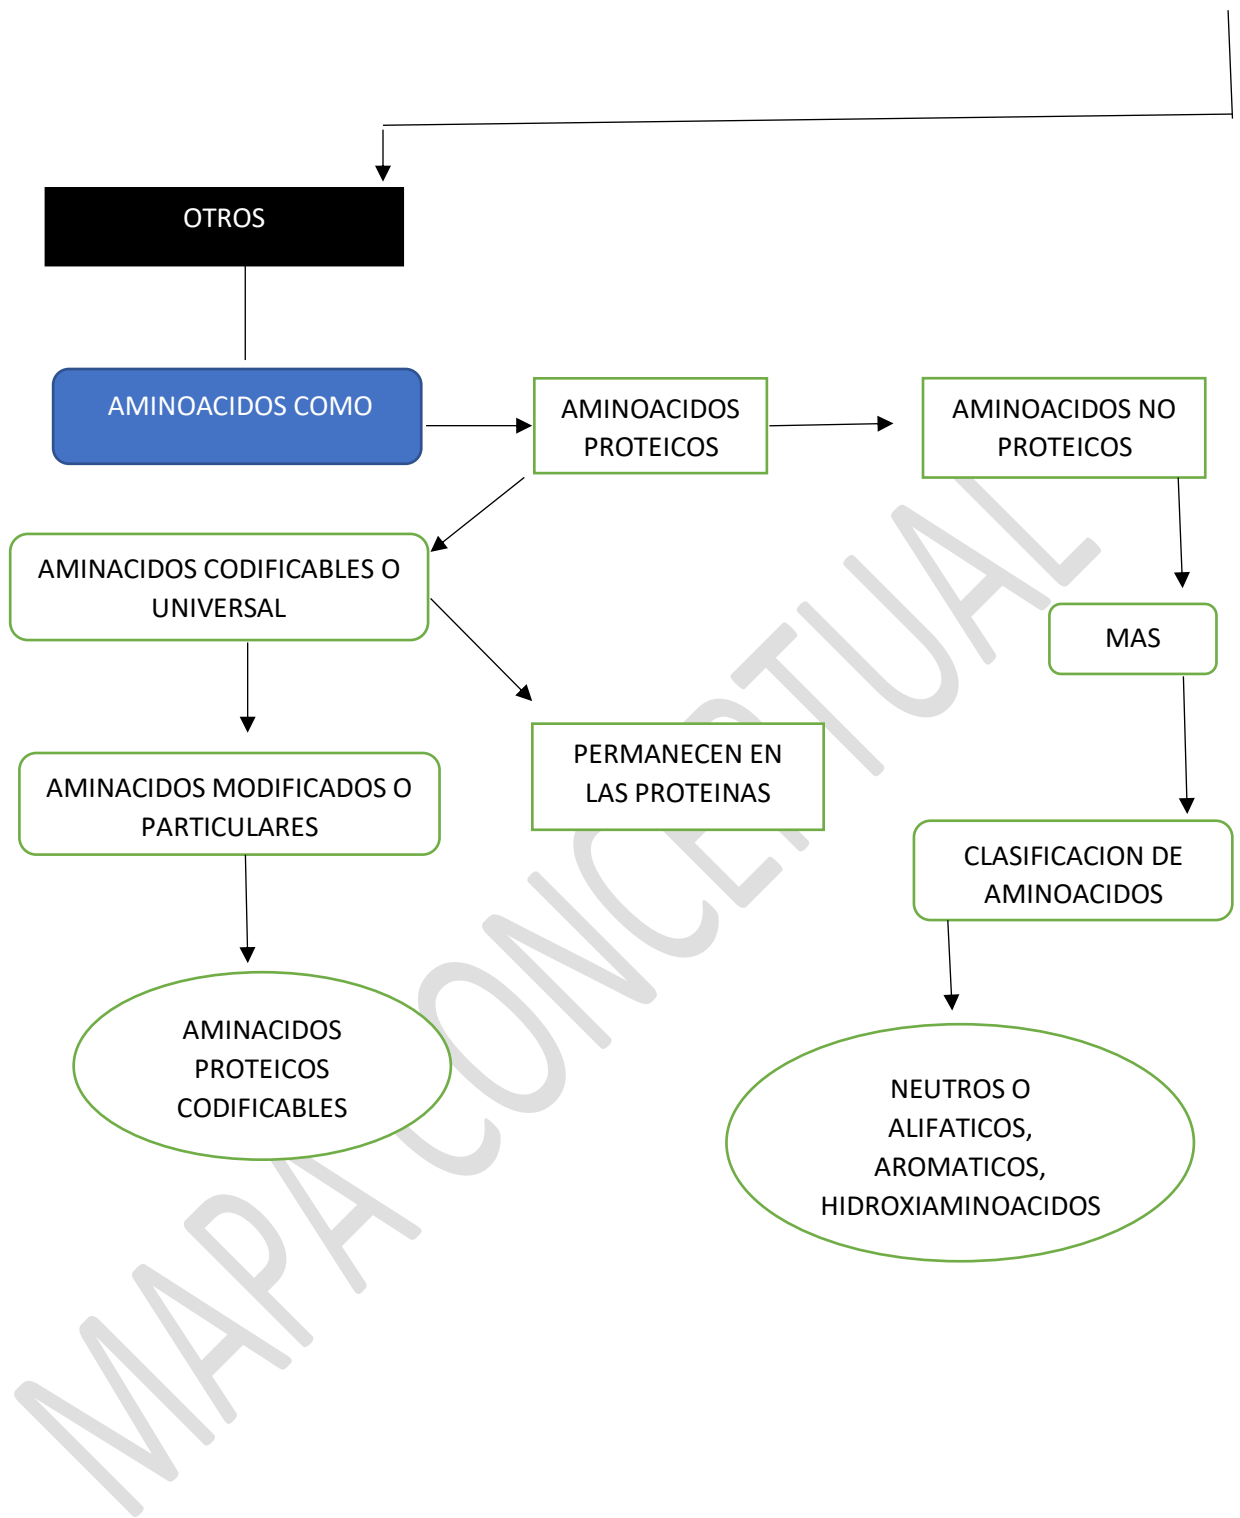 OTROS
AMINOACIDOS COMO
AMINOACIDOS
PROTEICOS
AMINOACIDOS NO
PROTEICOS
AMINACIDOS CODIFICABLES O
UNIVERSAL
MAS
PERMANECEN EN
LAS PROTEINAS
AMINACIDOS MODIFICADOS O
PARTICULARES
CLASIFICACION DE
AMINOACIDOS
AMINACIDOS
PROTEICOS
CODIFICABLES
NEUTROS O
ALIFATICOS,
AROMATICOS,
HIDROXIAMINOACIDOS
MAPA CONCEPTUAL